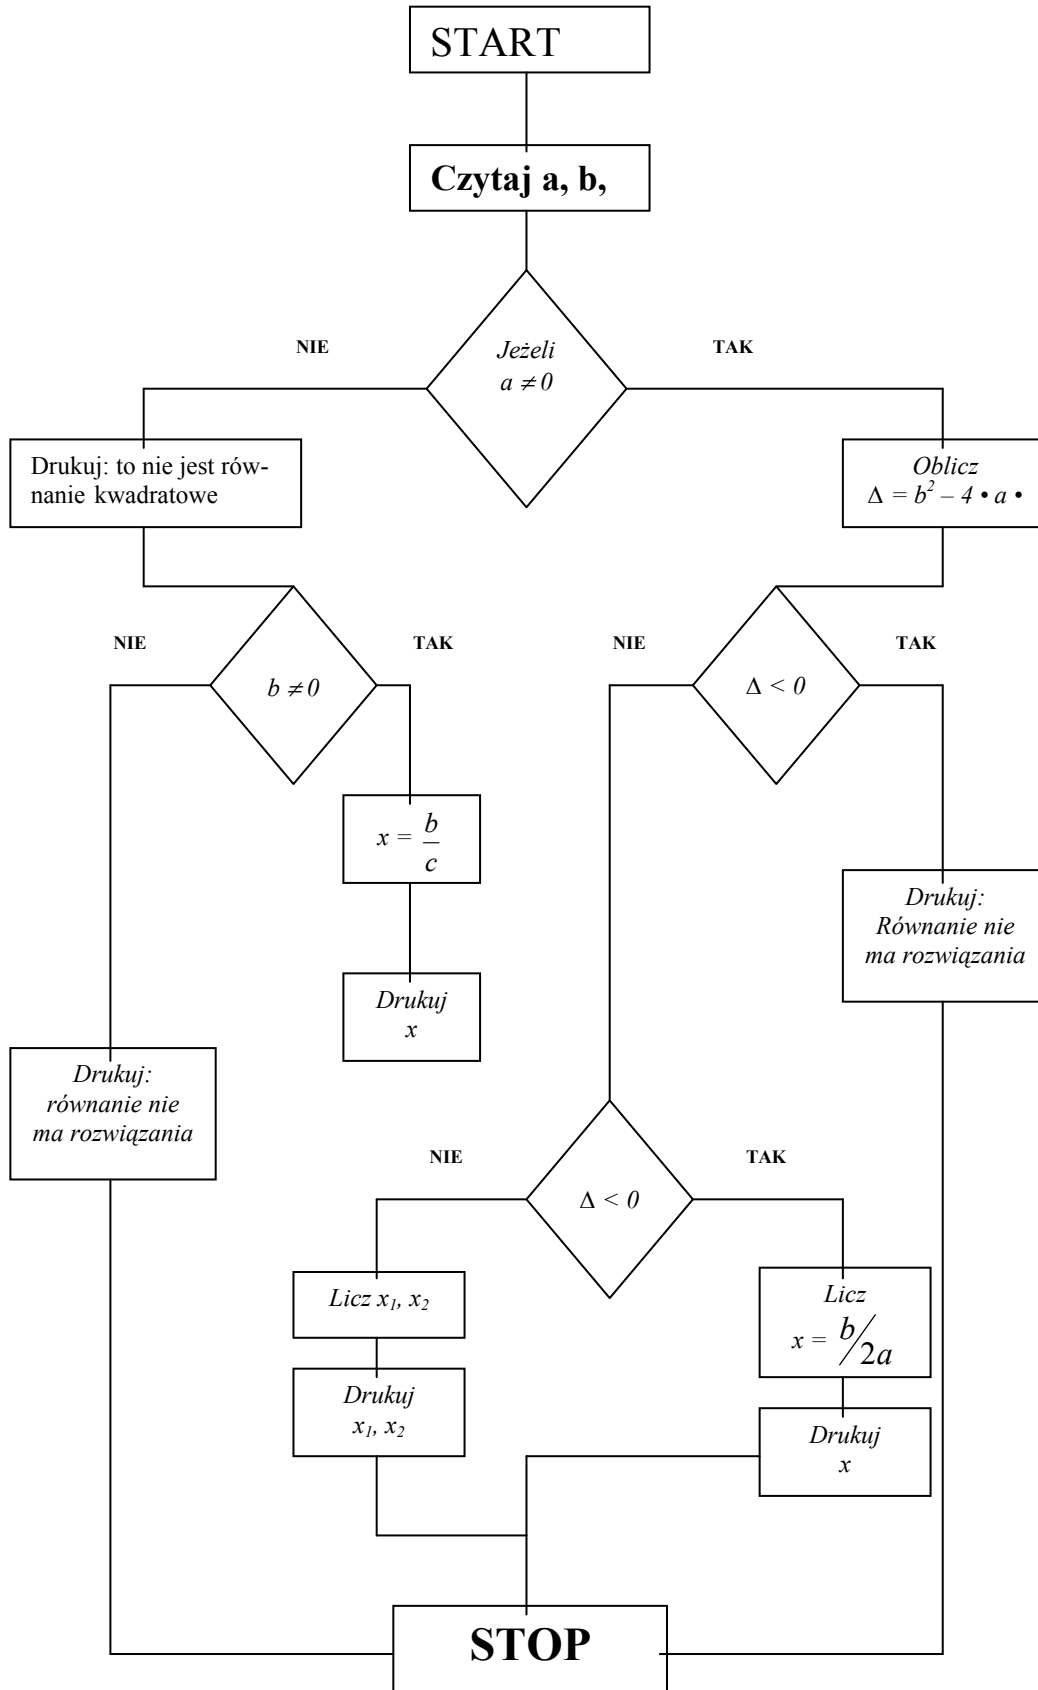 START
Czytaj a, b,
NIE
Jeżeli
a ≠ 0
TAK
Drukuj: to nie jest rów-
nanie kwadratowe
Oblicz
Δ = b² – 4 • a •
NIE
b ≠ 0
TAK
NIE
Δ < 0
TAK
x = b/c
Drukuj
x
Drukuj:
Równanie nie
ma rozwiązania
Drukuj:
równanie nie
ma rozwiązania
NIE
Δ < 0
TAK
Licz x₁, x₂
Licz
x = b/2a
Drukuj
x₁, x₂
Drukuj
x
STOP